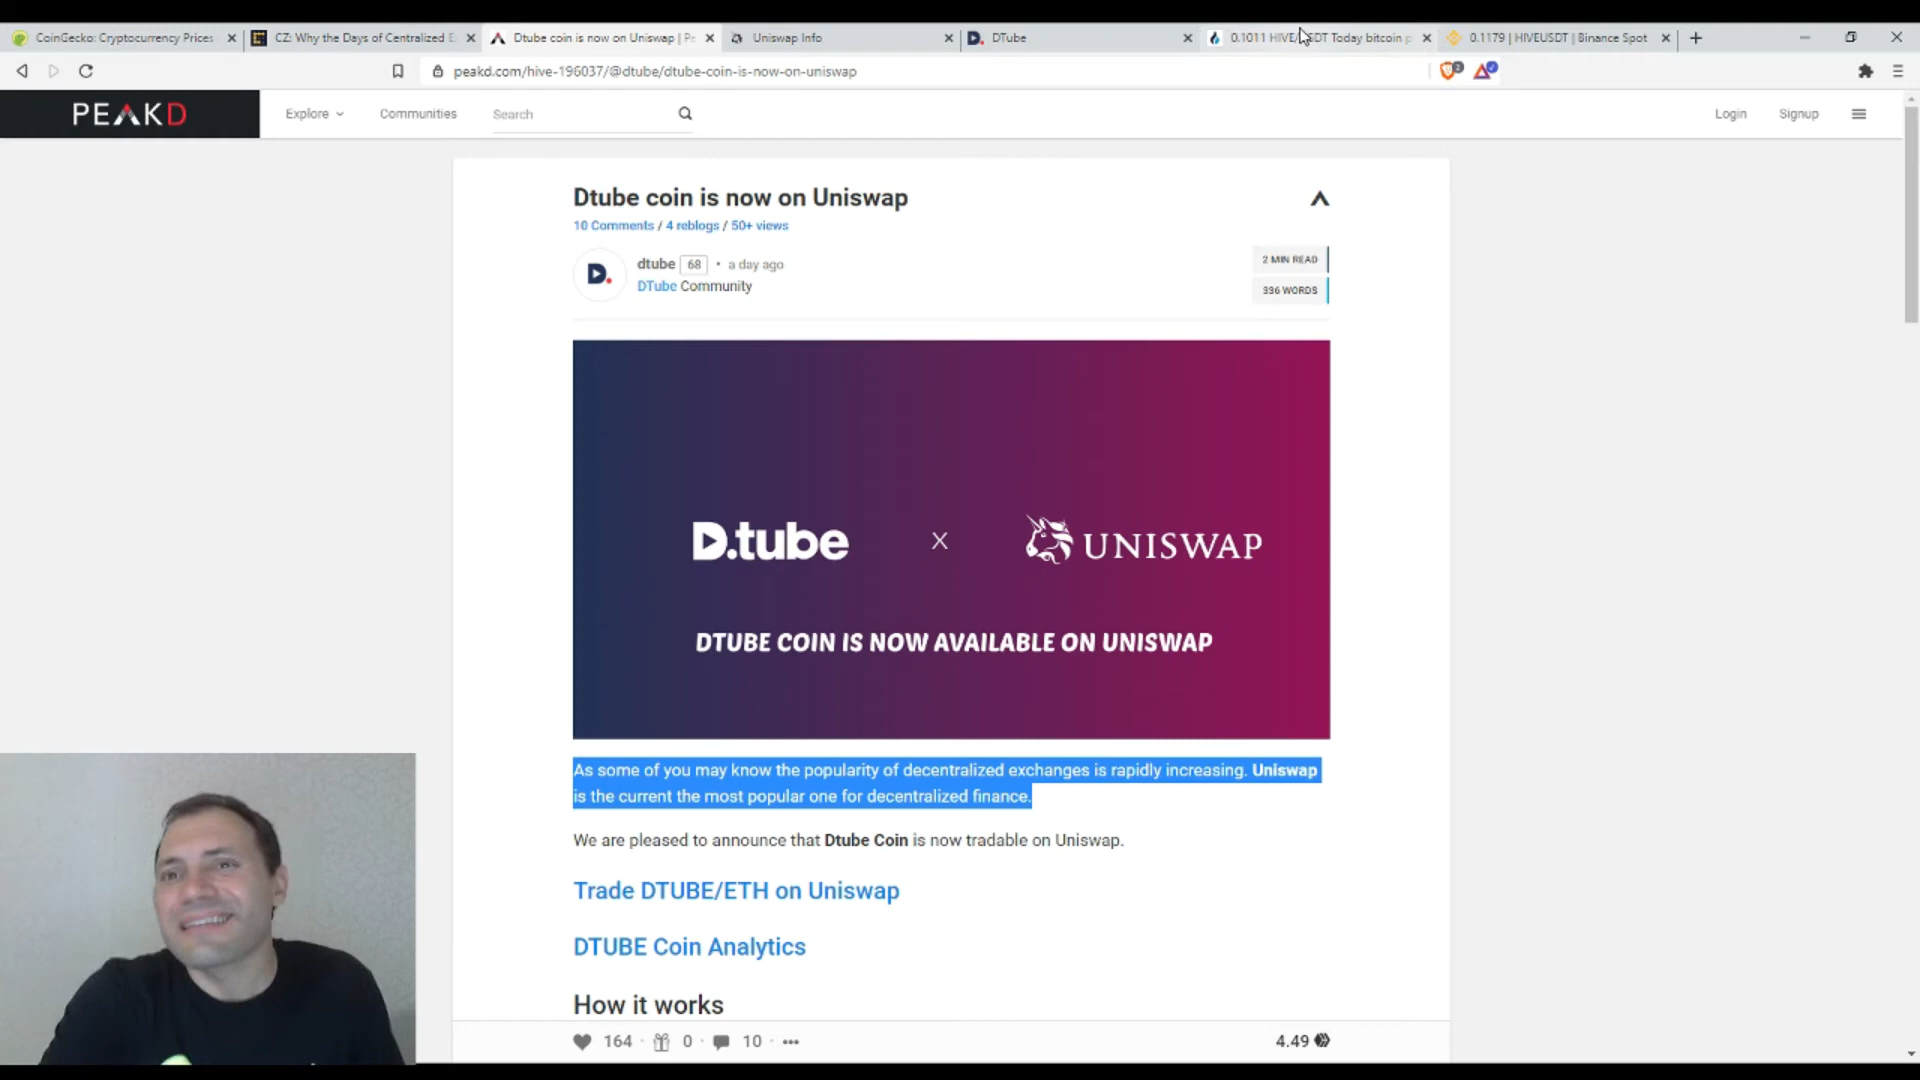 CoinGecko: Cryptocurrency Prices
CZ: Why the Days of Centralized E
Dtube coin is now on Uniswap | Pe
Uniswap Info
DTube
0.1011 HIVE/USDT Today bitcoin p
0.1179 | HIVEUSDT | Binance Spot
peakd.com/hive-196037/@dtube/dtube-coin-is-now-on-uniswap
PEAKD
Explore
Communities
Search
Login
Signup
Dtube coin is now on Uniswap
10 Comments / 4 reblogs / 50+ views
dtube 68 • a day ago
DTube Community
2 MIN READ
336 WORDS
D.tube X UNISWAP
DTUBE COIN IS NOW AVAILABLE ON UNISWAP
As some of you may know the popularity of decentralized exchanges is rapidly increasing. Uniswap
is the current the most popular one for decentralized finance.
We are pleased to announce that Dtube Coin is now tradable on Uniswap.
Trade DTUBE/ETH on Uniswap
DTUBE Coin Analytics
How it works
164 · 0 · 10 · •••
4.49